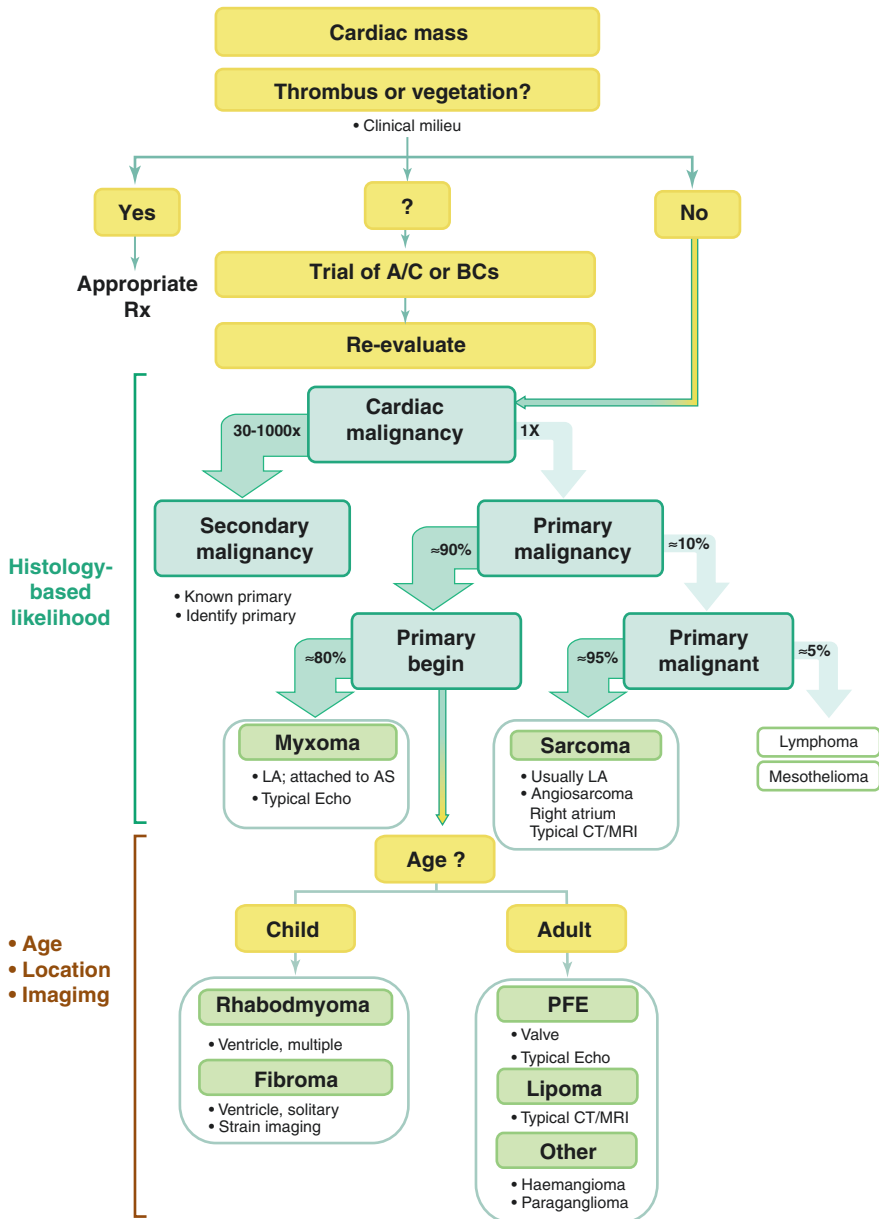 Cardiac mass
Thrombus or vegetation?
• Clinical milieu
Yes
?
No
Appropriate
Rx
Trial of A/C or BCs
Re-evaluate
Cardiac
malignancy
30-1000x
1X
Secondary
malignancy
• Known primary
• Identify primary
Primary
malignancy
≈90%
≈10%
Histology-
based
likelihood
Primary
begin
Primary
malignant
≈80%
≈95%
≈5%
Myxoma
• LA; attached to AS
• Typical Echo
Sarcoma
• Usually LA
• Angiosarcoma
Right atrium
Typical CT/MRI
Lymphoma
Mesothelioma
Age ?
• Age
• Location
• Imagimg
Child
Adult
Rhabodmyoma
• Ventricle, multiple
Fibroma
• Ventricle, solitary
• Strain imaging
PFE
• Valve
• Typical Echo
Lipoma
• Typical CT/MRI
Other
• Haemangioma
• Paraganglioma